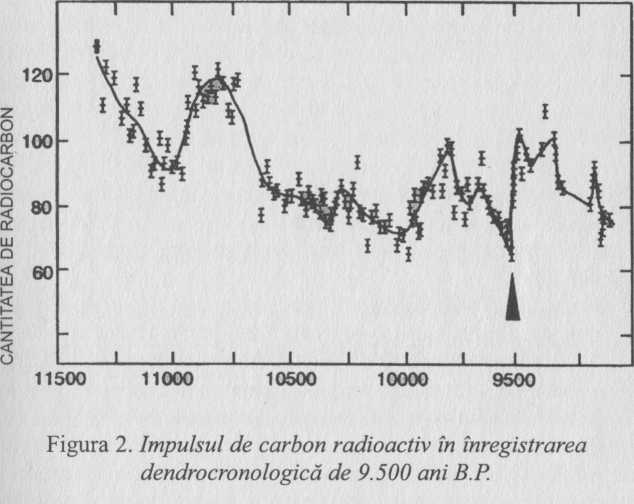 CANTITATEA DE RADIOCARBON
120
100
80
60
11500 11000 10500 10000 9500
Figura 2. Impulsul de carbon radioactiv în înregistrarea
dendrocronologică de 9.500 ani B.P.